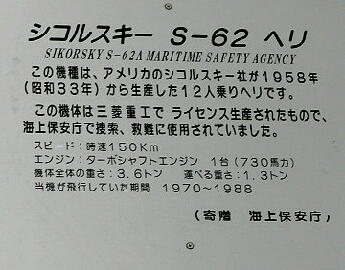 シコルスキー S-62 ヘリ
SIKORSKY S-62A MARITIME SAFETY AGENCY
この機種は、アメリカのシコルスキー社が1958年
(昭和33年)から生産した12人乗りヘリです。
この機体は三菱重工で ライセンス生産されたもので、
海上保安庁で捜索、救難に使用されていました。
スピード:時速150Km
エンジン:ターボシャフトエンジン 1台(730馬力)
機体全体の重さ:3.6トン 運べる重さ:1.3トン
当機が飛行していた期間 1970~1988
(寄贈 海上保安庁)